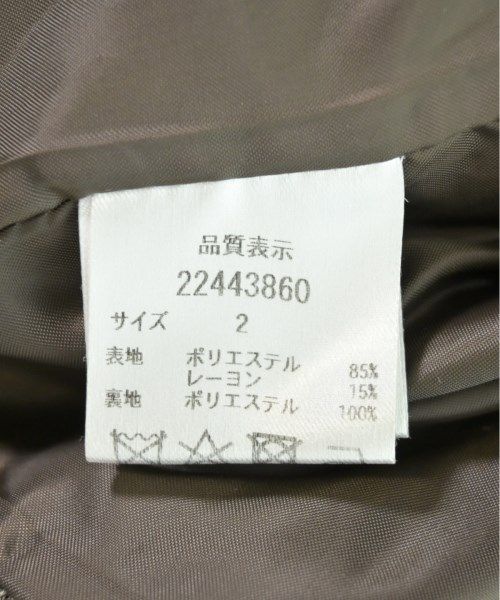 品質表示
22443860
サイズ 2
表地 ポリエステル 85%
レーヨン 15%
裏地 ポリエステル 100%